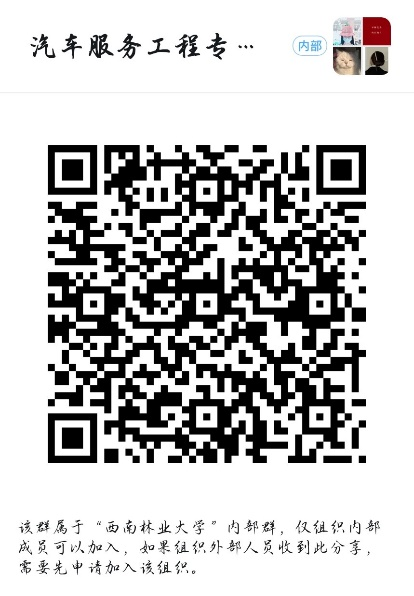 汽车服务工程专…
内部
该群属于“西南林业大学”内部群，仅组织内部
成员可以加入，如果组织外部人员收到此分享，
需要先申请加入该组织。